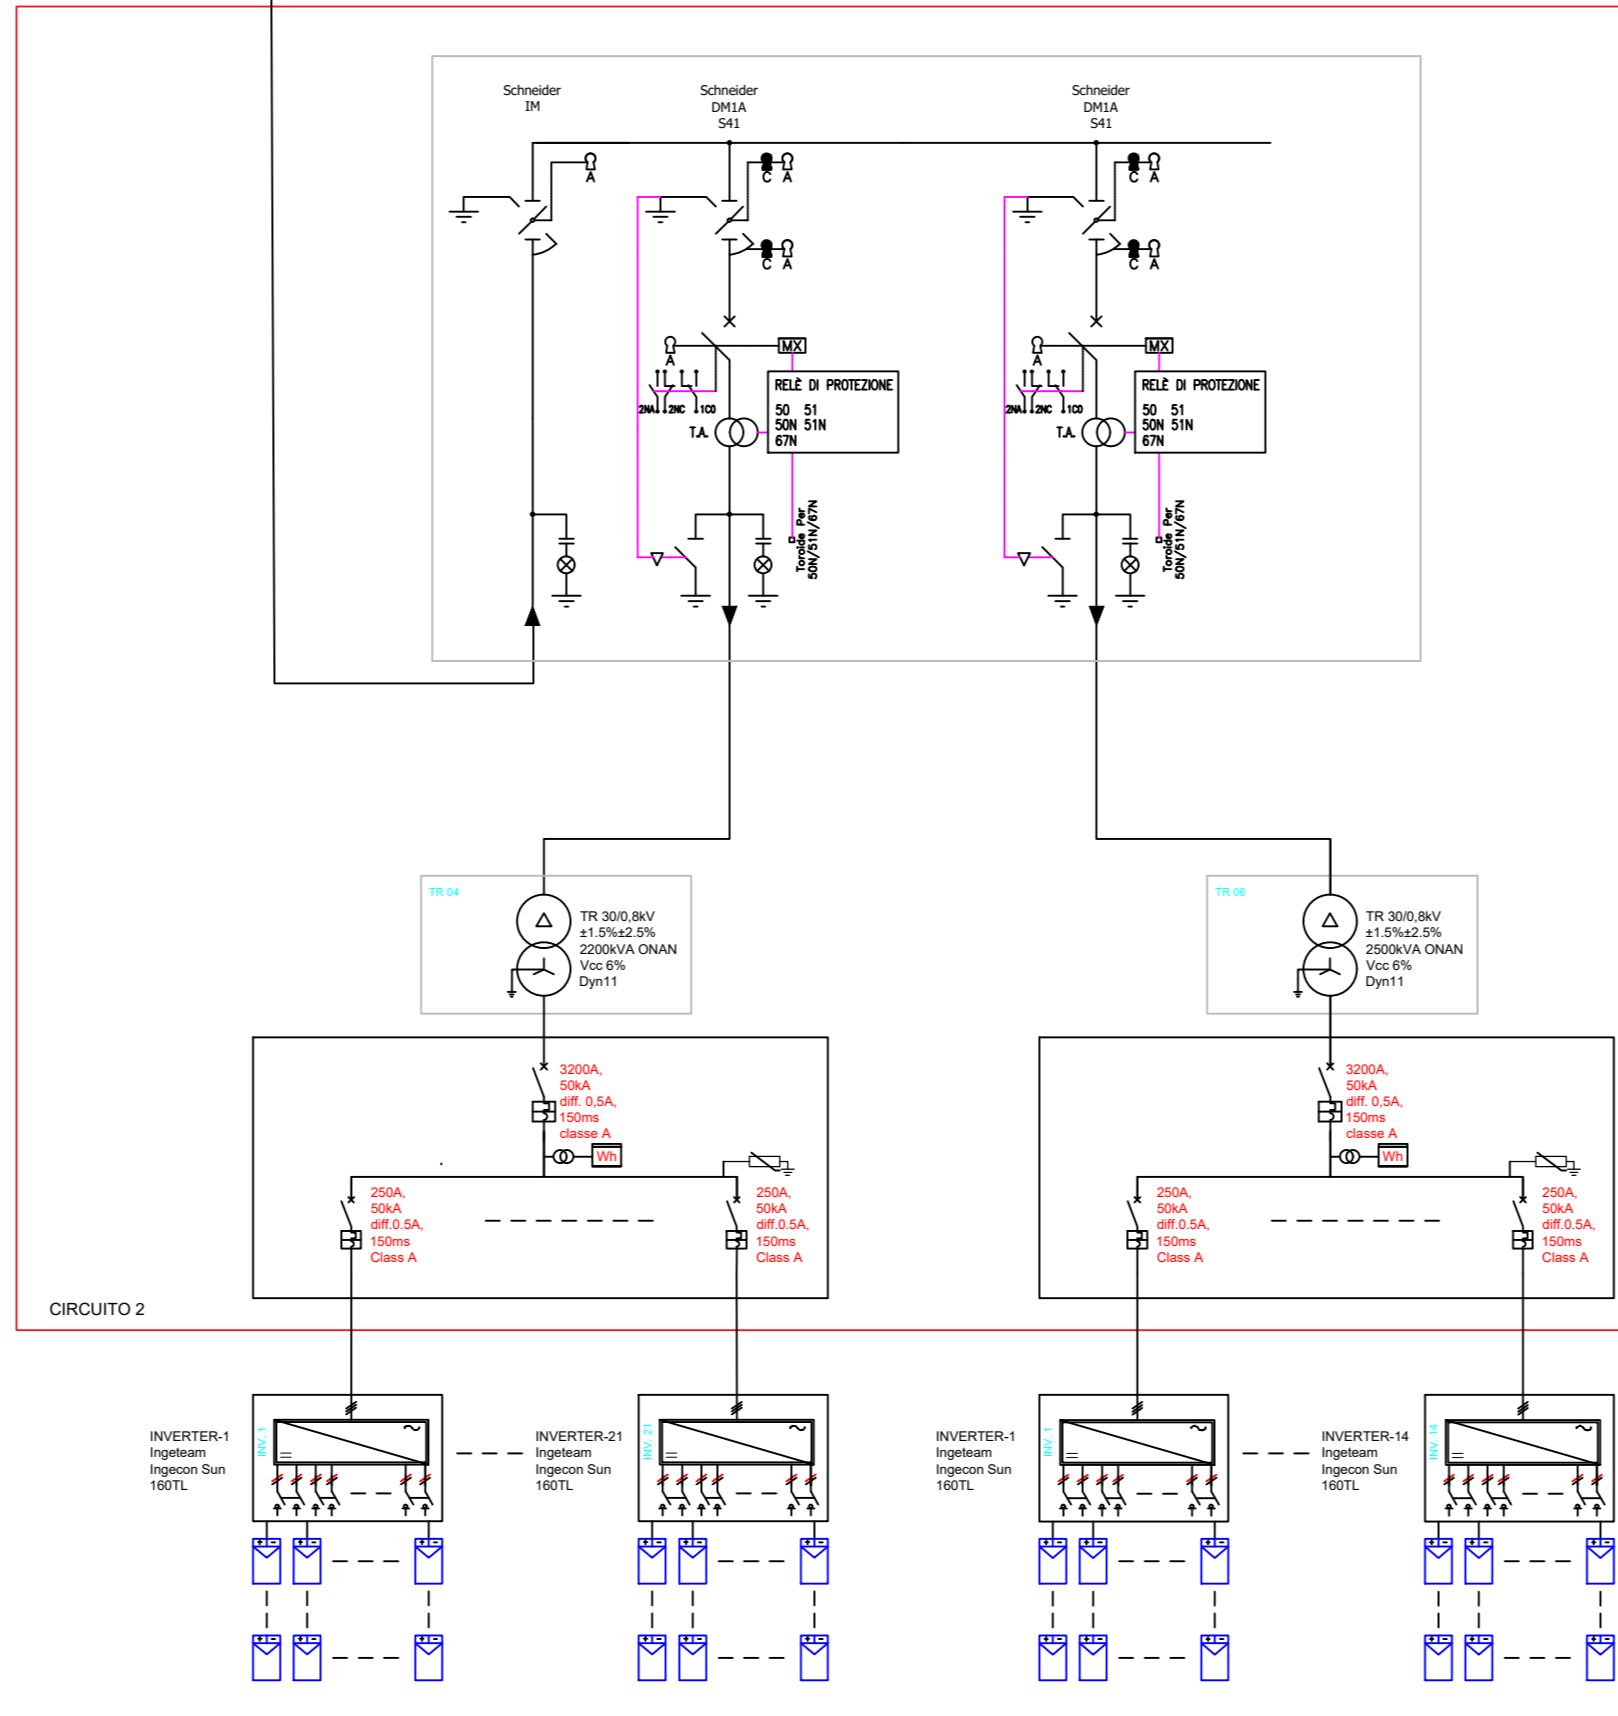 Schneider
IM
Schneider
DM1A
S41
Schneider
DM1A
S41
A
C A
C A
C A
C A
A
MX
RELÈ DI PROTEZIONE
50 51
50N 51N
67N
2NA 2NC 1CO
T.A.
Toroide Per
50N/51N/67N
A
MX
RELÈ DI PROTEZIONE
50 51
50N 51N
67N
2NA 2NC 1CO
T.A.
Toroide Per
50N/51N/67N
TR 04
TR 30/0,8kV
±1.5%±2.5%
2200kVA ONAN
Vcc 6%
Dyn11
TR 06
TR 30/0,8kV
±1.5%±2.5%
2500kVA ONAN
Vcc 6%
Dyn11
3200A,
50kA
diff. 0,5A,
150ms
classe A
Wh
250A,
50kA
diff.0.5A,
150ms
Class A
250A,
50kA
diff.0.5A,
150ms
Class A
3200A,
50kA
diff. 0,5A,
150ms
classe A
Wh
250A,
50kA
diff.0.5A,
150ms
Class A
250A,
50kA
diff.0.5A,
150ms
Class A
CIRCUITO 2
INVERTER-1
Ingeteam
Ingecon Sun
160TL
INV. 1
INVERTER-21
Ingeteam
Ingecon Sun
160TL
INV. 21
INVERTER-1
Ingeteam
Ingecon Sun
160TL
INV. 1
INVERTER-14
Ingeteam
Ingecon Sun
160TL
INV. 14